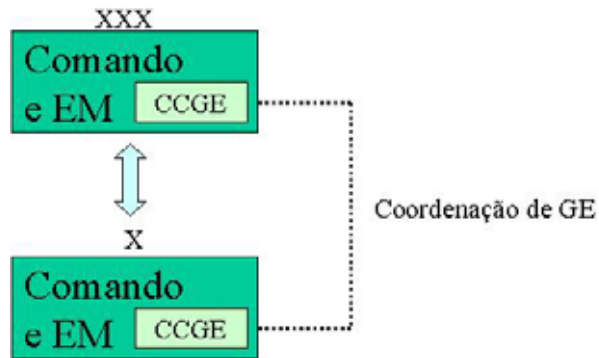 XXX
Comando
e EM
CCGE
Coordenação de GE
X
Comando
e EM
CCGE